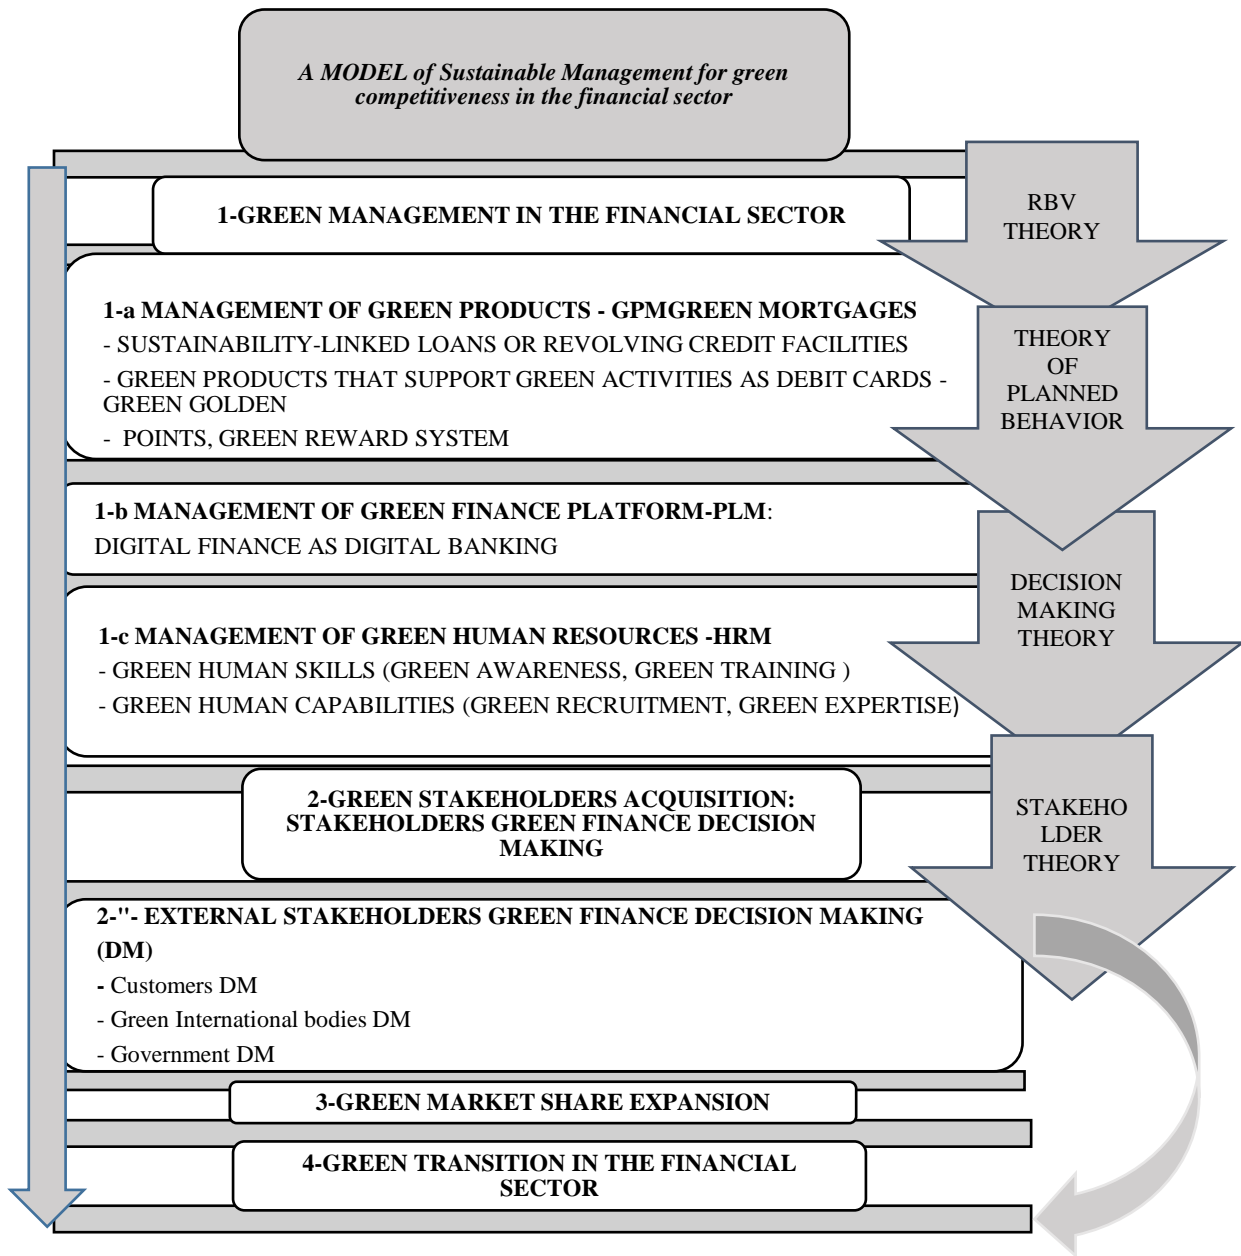 A MODEL of Sustainable Management for green
competitiveness in the financial sector
1-GREEN MANAGEMENT IN THE FINANCIAL SECTOR
RBV
THEORY
1-a MANAGEMENT OF GREEN PRODUCTS - GPMGREEN MORTGAGES
- SUSTAINABILITY-LINKED LOANS OR REVOLVING CREDIT FACILITIES
- GREEN PRODUCTS THAT SUPPORT GREEN ACTIVITIES AS DEBIT CARDS -
GREEN GOLDEN
- POINTS, GREEN REWARD SYSTEM
THEORY
OF
PLANNED
BEHAVIOR
1-b MANAGEMENT OF GREEN FINANCE PLATFORM-PLM:
DIGITAL FINANCE AS DIGITAL BANKING
1-c MANAGEMENT OF GREEN HUMAN RESOURCES -HRM
- GREEN HUMAN SKILLS (GREEN AWARENESS, GREEN TRAINING )
- GREEN HUMAN CAPABILITIES (GREEN RECRUITMENT, GREEN EXPERTISE)
DECISION
MAKING
THEORY
2-GREEN STAKEHOLDERS ACQUISITION:
STAKEHOLDERS GREEN FINANCE DECISION
MAKING
STAKEHO
LDER
THEORY
2-"- EXTERNAL STAKEHOLDERS GREEN FINANCE DECISION MAKING
(DM)
- Customers DM
- Green International bodies DM
- Government DM
3-GREEN MARKET SHARE EXPANSION
4-GREEN TRANSITION IN THE FINANCIAL
SECTOR